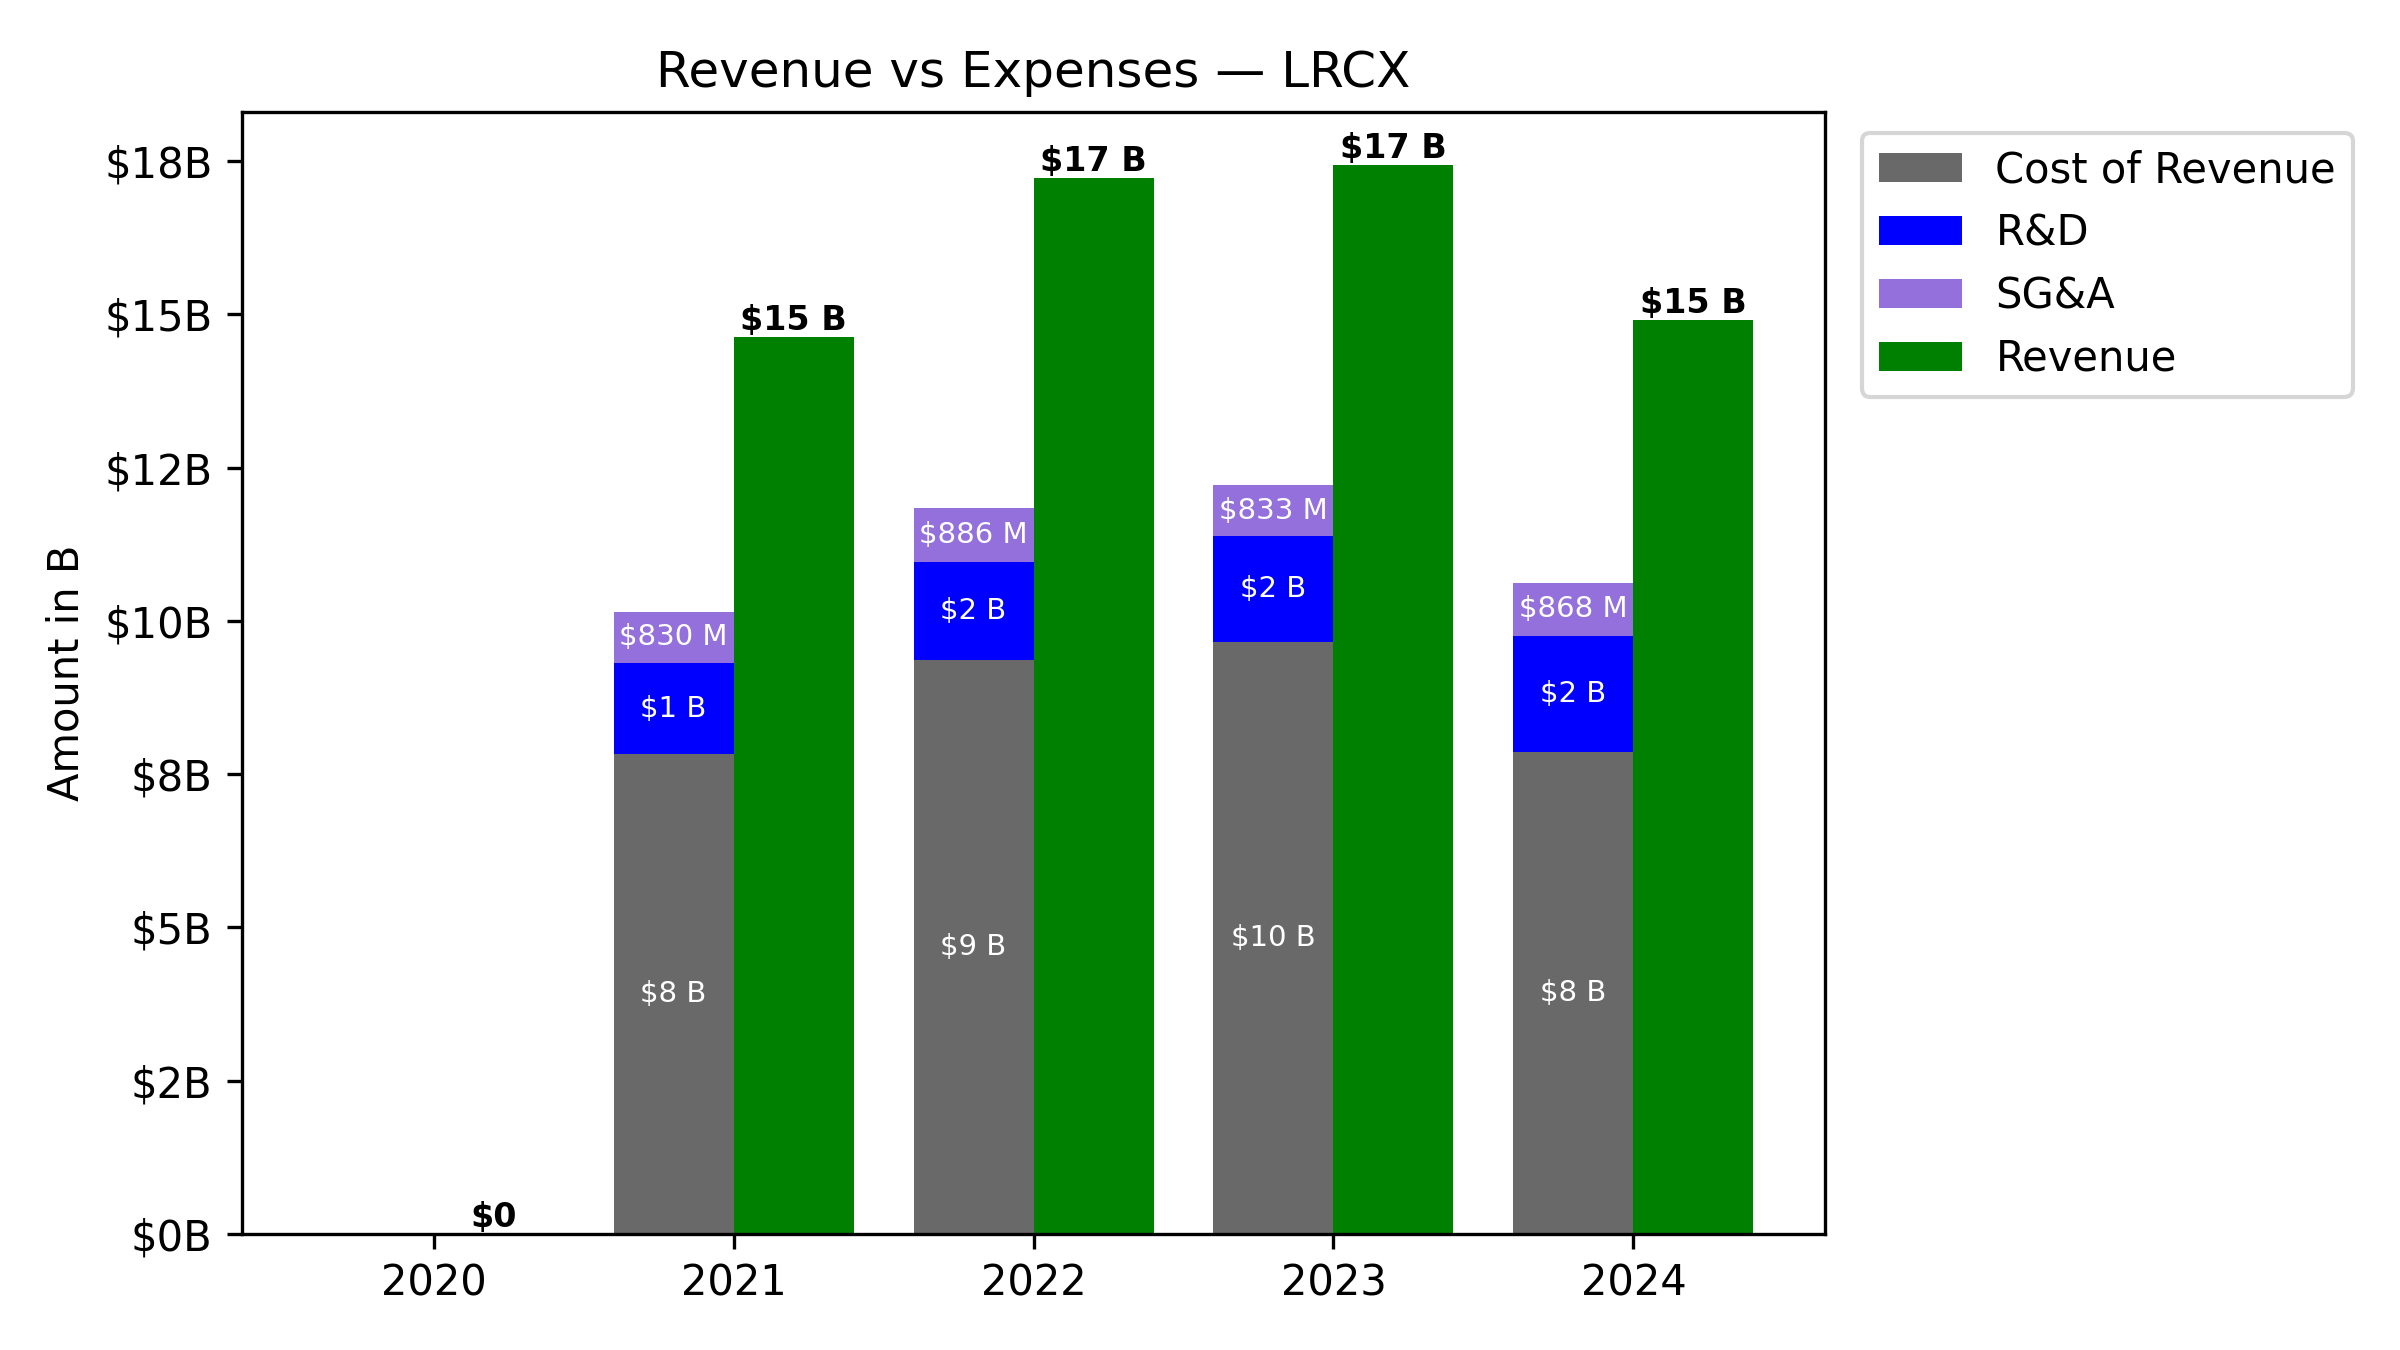 Revenue vs Expenses — LRCX
Cost of Revenue
R&D
SG&A
Revenue
Amount in B
$18B
$15B
$12B
$10B
$8B
$5B
$2B
$0B
$0
$15 B
$830 M
$1 B
$8 B
$17 B
$886 M
$2 B
$9 B
$17 B
$833 M
$2 B
$10 B
$15 B
$868 M
$2 B
$8 B
2020
2021
2022
2023
2024